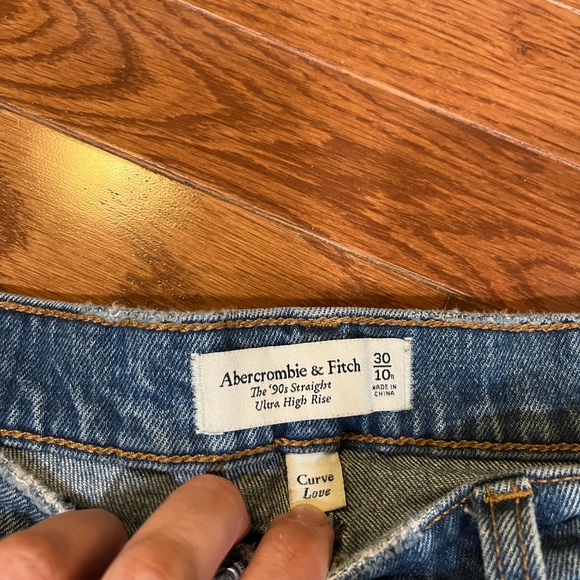 Abercrombie & Fitch
The '90s Straight
Ultra High Rise
30
10R
MADE IN
CHINA
Curve
Love